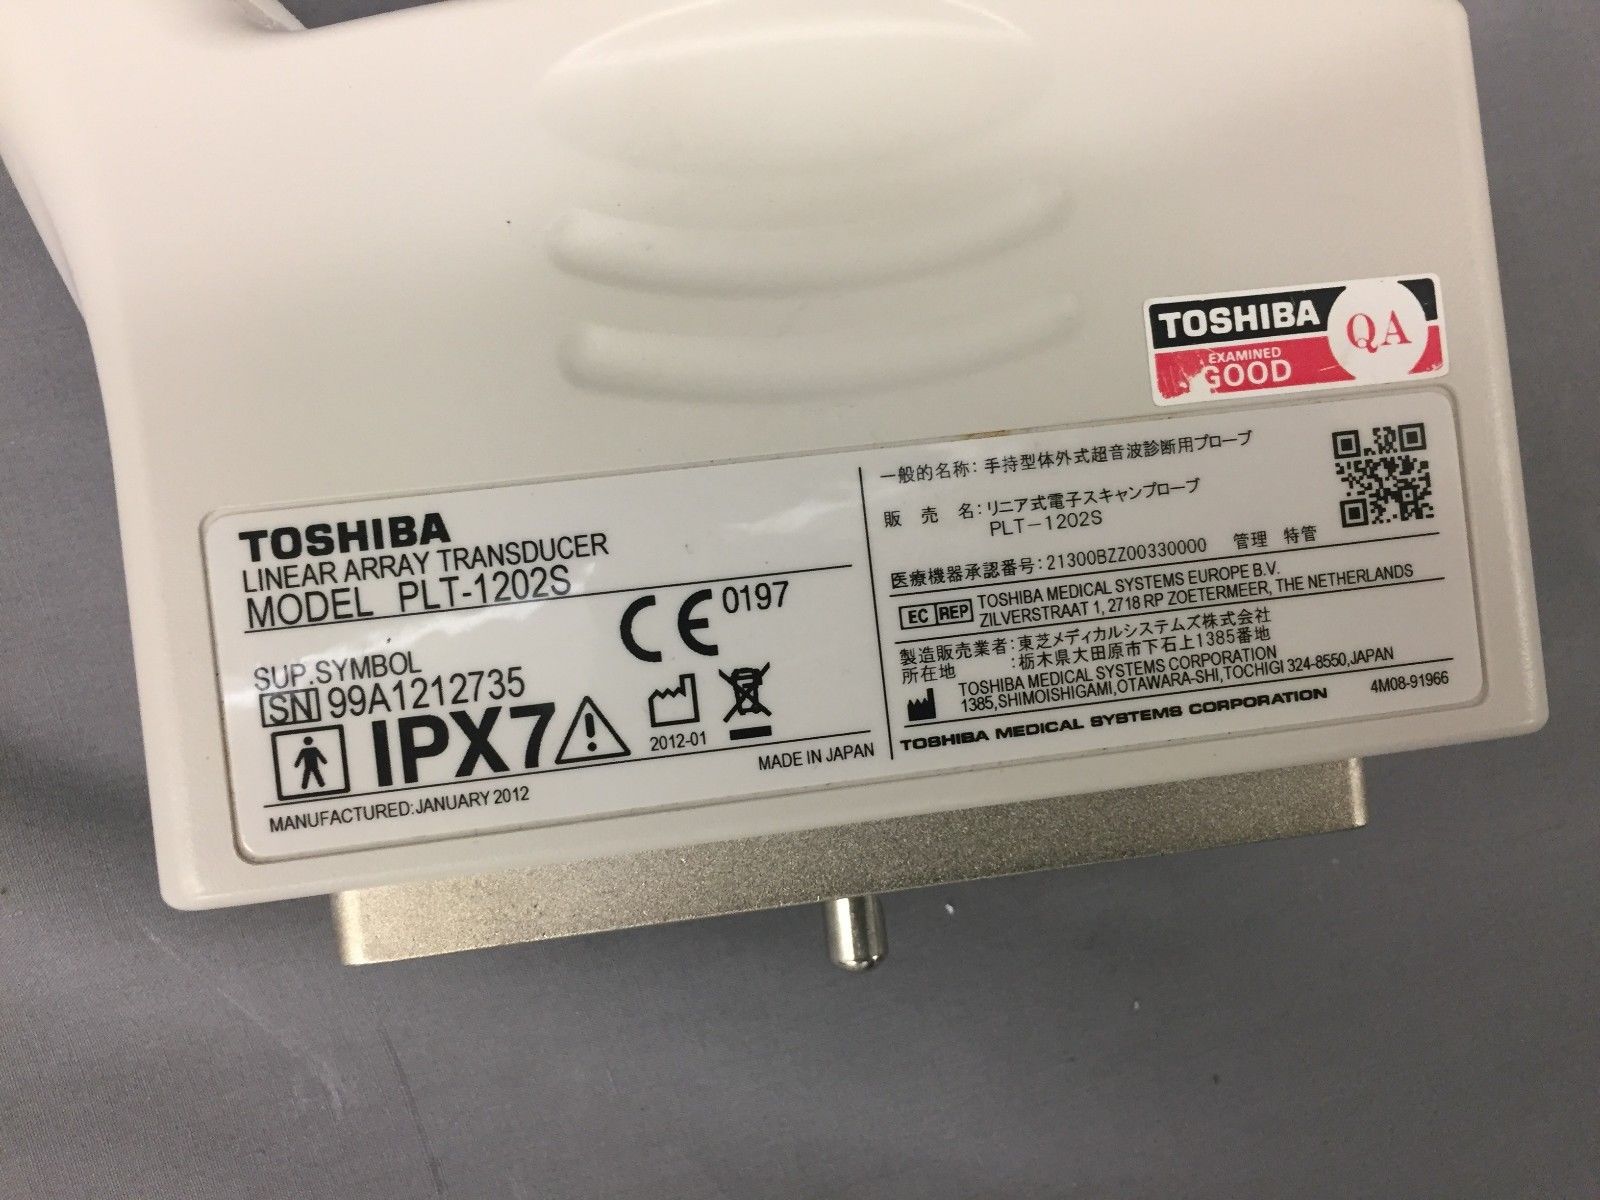 TOSHIBA QA
EXAMINED
GOOD
TOSHIBA
LINEAR ARRAY TRANSDUCER
MODEL PLT-1202S
CE 0197
SUP.SYMBOL
SN 99A1212735
IPX7
2012-01
MADE IN JAPAN
MANUFACTURED:JANUARY 2012
一般的名称:手持型体外式超音波診断用プローブ
販 売 名:リニア式電子スキャンプローブ
PLT-1202S
医療機器承認番号:21300BZZ00330000 管理 特管
EC REP TOSHIBA MEDICAL SYSTEMS EUROPE B.V.
ZILVERSTRAAT 1, 2718 RP ZOETERMEER, THE NETHERLANDS
製造販売業者:東芝メディカルシステムズ株式会社
所在地 :栃木県大田原市下石上1385番地
TOSHIBA MEDICAL SYSTEMS CORPORATION
1385,SHIMOISHIGAMI,OTAWARA-SHI,TOCHIGI 324-8550,JAPAN
TOSHIBA MEDICAL SYSTEMS CORPORATION 4M08-91966